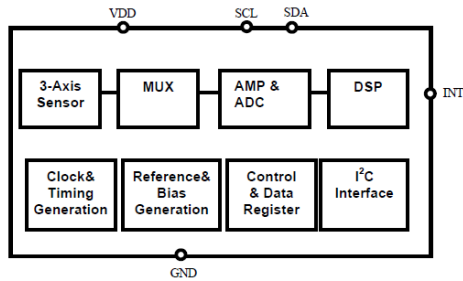 VDD
SCL
SDA
3-Axis
Sensor
MUX
AMP &
ADC
DSP
INT
Clock&
Timing
Generation
Reference&
Bias
Generation
Control
& Data
Register
I²C
Interface
GND